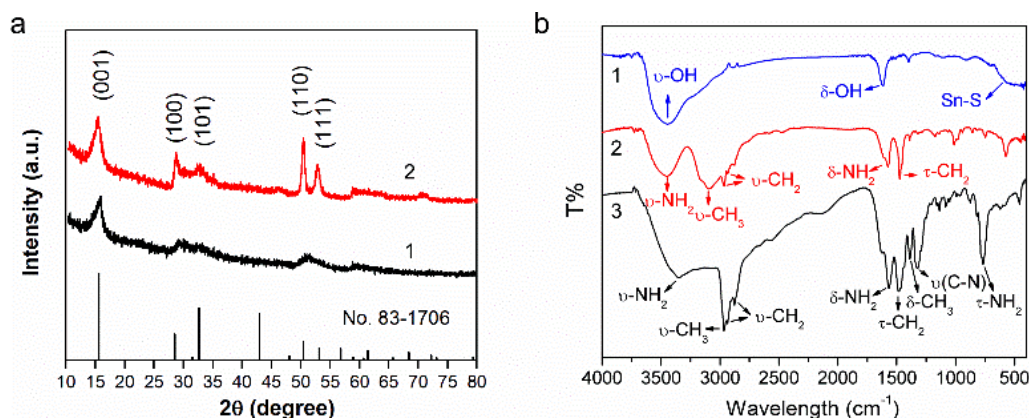 a
Intensity (a.u.)
(001)
(100)
(101)
(110)
(111)
2
1
No. 83-1706
10 15 20 25 30 35 40 45 50 55 60 65 70 75 80
2θ (degree)
b
T%
1
υ-OH
δ-OH
Sn-S
2
υ-NH₂
υ-CH₃
υ-CH₂
δ-NH₂
τ-CH₂
3
υ-NH₂
υ-CH₃
υ-CH₂
δ-NH₂
τ-CH₂
δ-CH₃
υ(C-N)
τ-NH₂
4000 3500 3000 2500 2000 1500 1000 500
Wavelength (cm⁻¹)